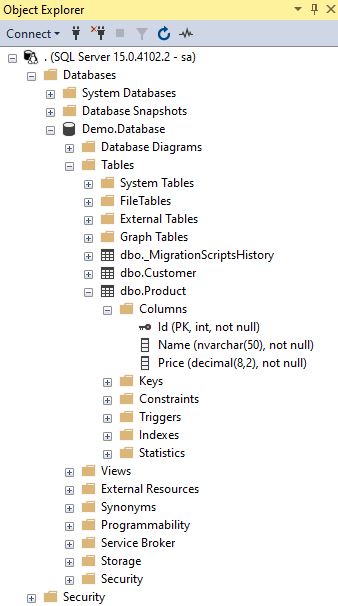 Object Explorer
Connect
. (SQL Server 15.0.4102.2 - sa)
Databases
System Databases
Database Snapshots
Demo.Database
Database Diagrams
Tables
System Tables
FileTables
External Tables
Graph Tables
dbo._MigrationScriptsHistory
dbo.Customer
dbo.Product
Columns
Id (PK, int, not null)
Name (nvarchar(50), not null)
Price (decimal(8,2), not null)
Keys
Constraints
Triggers
Indexes
Statistics
Views
External Resources
Synonyms
Programmability
Service Broker
Storage
Security
Security